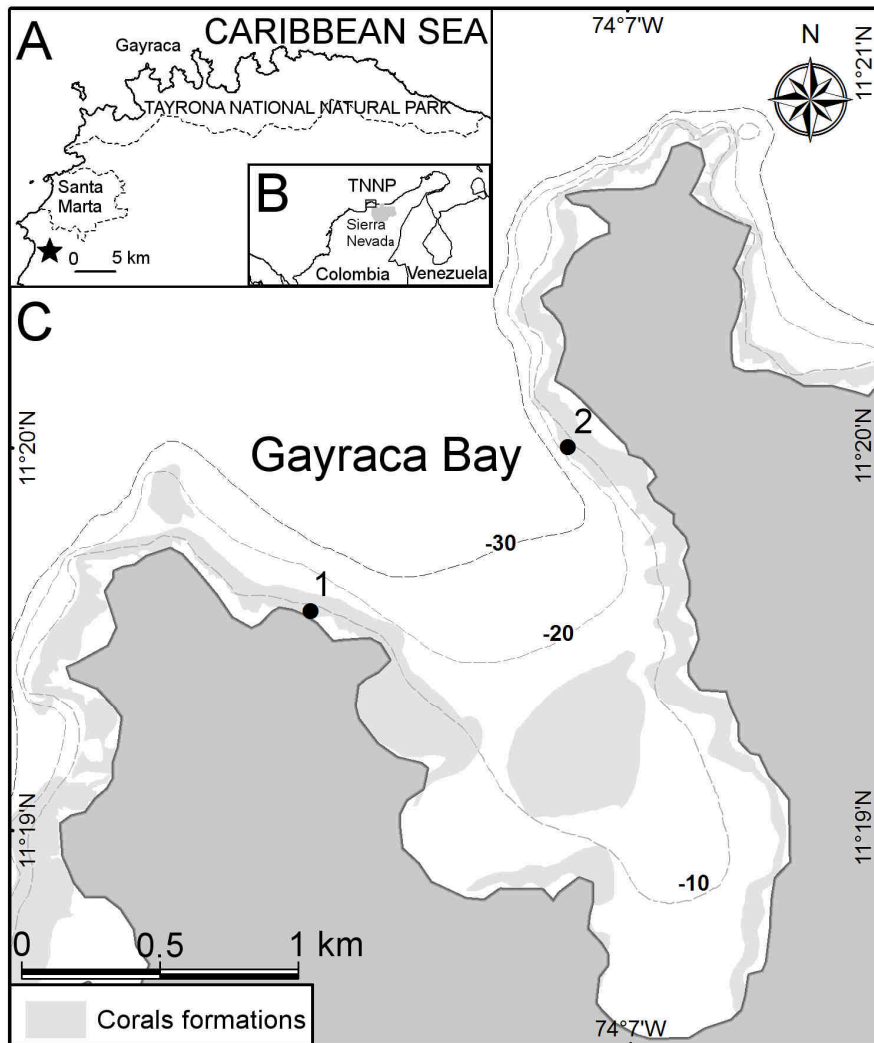 A
CARIBBEAN SEA
Gayraca
TAYRONA NATIONAL NATURAL PARK
Santa
Marta
0 5 km
B
TNNP
Sierra
Nevada
Colombia
Venezuela
74°7'W
N
11°21'N
C
11°20'N
Gayraca Bay
2
11°20'N
-30
1
-20
11°19'N
-10
11°19'N
0 0.5 1 km
Corals formations
74°7'W